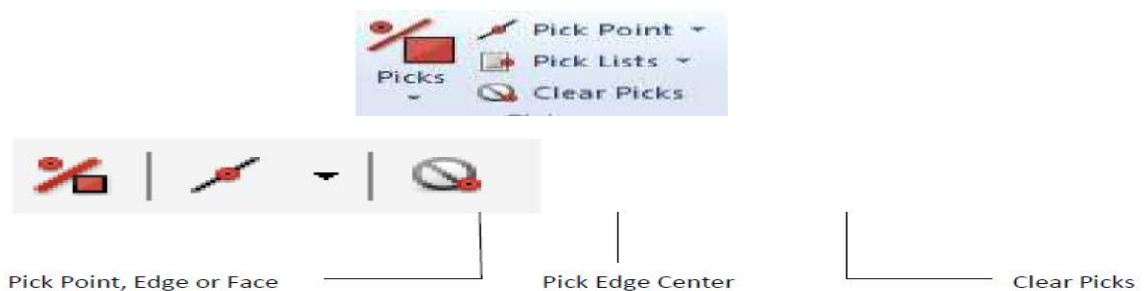 Pick Point
Picks
Pick Lists
Clear Picks
Pick Point, Edge or Face
Pick Edge Center
Clear Picks